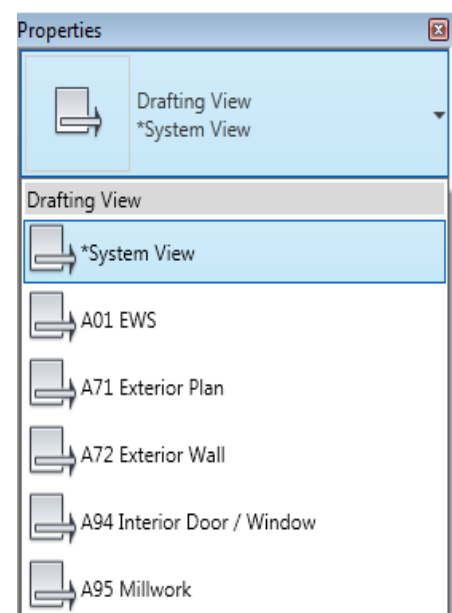 Properties
Drafting View
*System View
Drafting View
*System View
A01 EWS
A71 Exterior Plan
A72 Exterior Wall
A94 Interior Door / Window
A95 Millwork